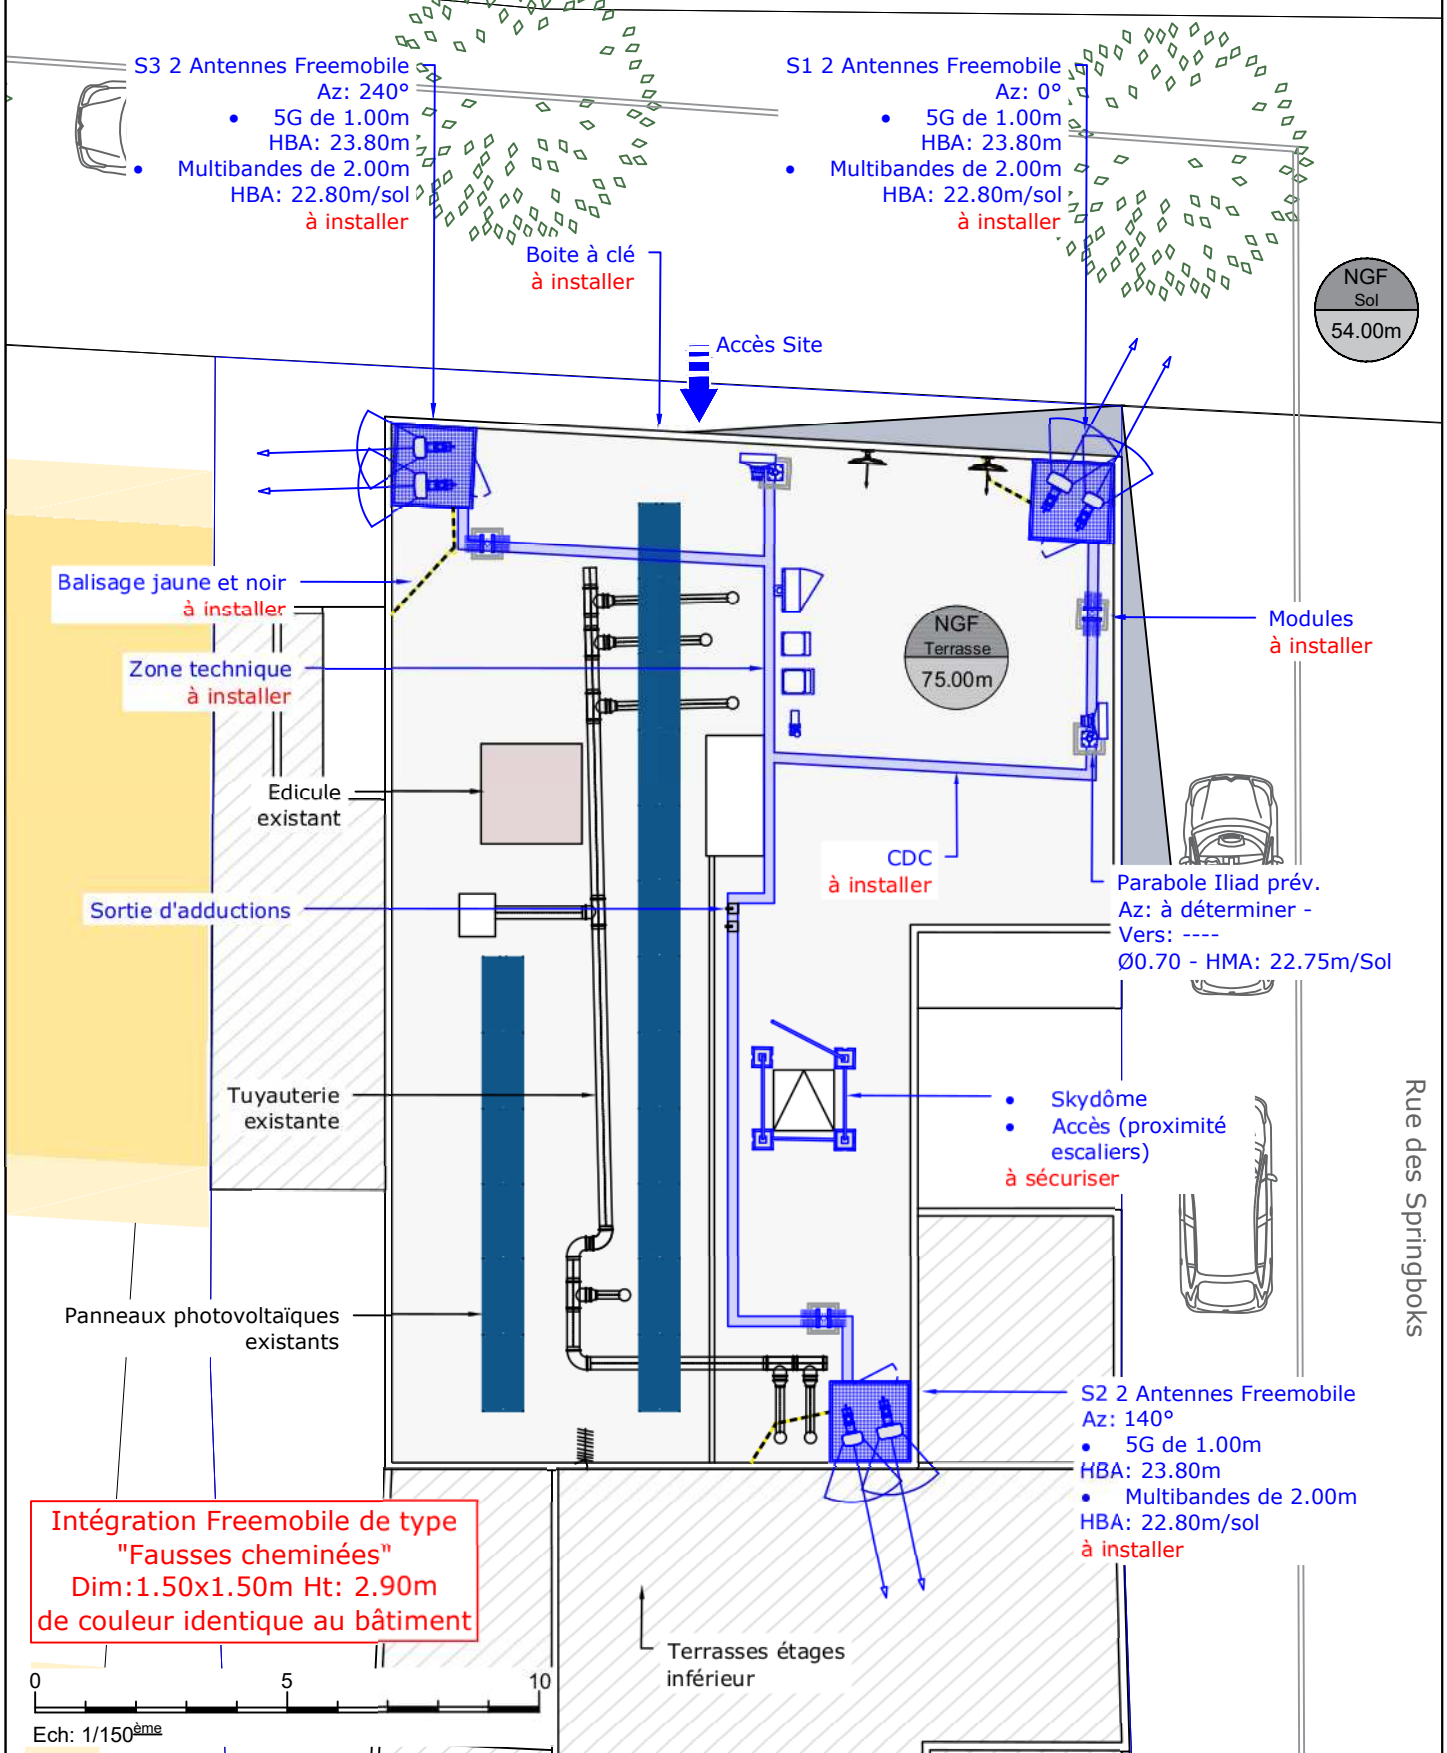 S3 2 Antennes Freemobile
Az: 240°
• 5G de 1.00m
HBA: 23.80m
• Multibandes de 2.00m
HBA: 22.80m/sol
à installer
S1 2 Antennes Freemobile
Az: 0°
• 5G de 1.00m
HBA: 23.80m
• Multibandes de 2.00m
HBA: 22.80m/sol
à installer
Boite à clé
à installer
NGF
Sol
54.00m
Accès Site
Balisage jaune et noir
à installer
Zone technique
à installer
NGF
Terrasse
75.00m
Modules
à installer
Edicule
existant
CDC
à installer
Parabole Iliad prév.
Az: à déterminer -
Vers: ----
Ø0.70 - HMA: 22.75m/Sol
Sortie d'adductions
Tuyauterie
existante
• Skydôme
• Accès (proximité
escaliers)
à sécuriser
Rue des Springboks
Panneaux photovoltaïques
existants
S2 2 Antennes Freemobile
Az: 140°
• 5G de 1.00m
HBA: 23.80m
• Multibandes de 2.00m
HBA: 22.80m/sol
à installer
Intégration Freemobile de type
"Fausses cheminées"
Dim:1.50x1.50m Ht: 2.90m
de couleur identique au bâtiment
Terrasses étages
inférieur
0 5 10
Ech: 1/150ème